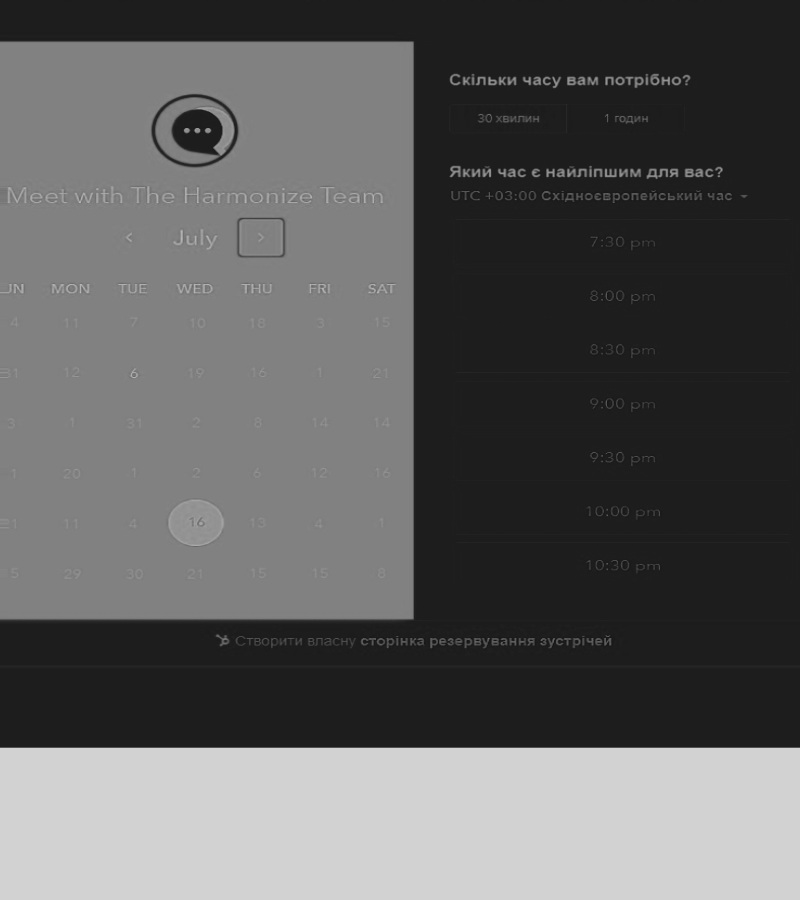 Meet with The Harmonize Team
July
MON TUE WED THU FRI SAT
4 11 7 10 18 3 15
12 6 19 16 1 21
3 1 31 2 8 14 14
1 20 1 2 6 12 16
11 4 16 13 4 1
5 29 30 21 15 15 8
Скільки часу вам потрібно?
30 хвилин 1 годин
Який час є найліпшим для вас?
UTC +03:00 Східноєвропейський час
7:30 pm
8:00 pm
8:30 pm
9:00 pm
9:30 pm
10:00 pm
10:30 pm
Створити власну сторінка резервування зустрічей